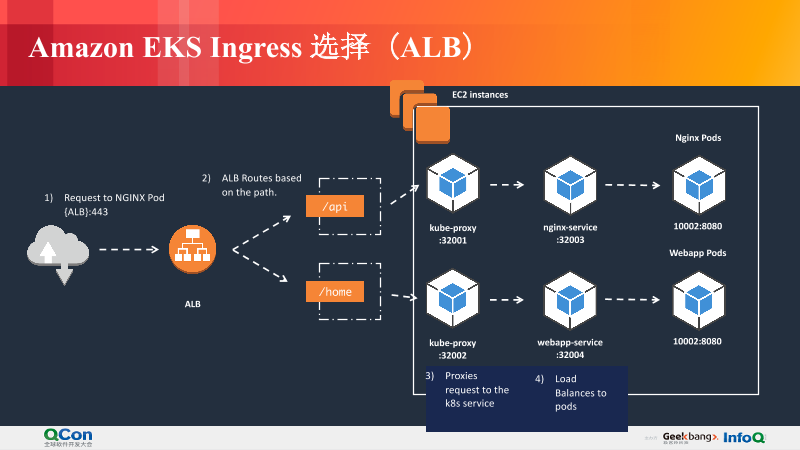 Amazon EKS Ingress 选择（ALB）
EC2 instances
Nginx Pods
2) ALB Routes based
on the path.
1) Request to NGINX Pod
{ALB}:443
/api
kube-proxy
:32001
nginx-service
:32003
10002:8080
Webapp Pods
ALB
/home
kube-proxy
:32002
webapp-service
:32004
10002:8080
3) Proxies
request to the
k8s service
4) Load
Balances to
pods
QCon
全球软件开发大会
Geekbang>.
InfoQ